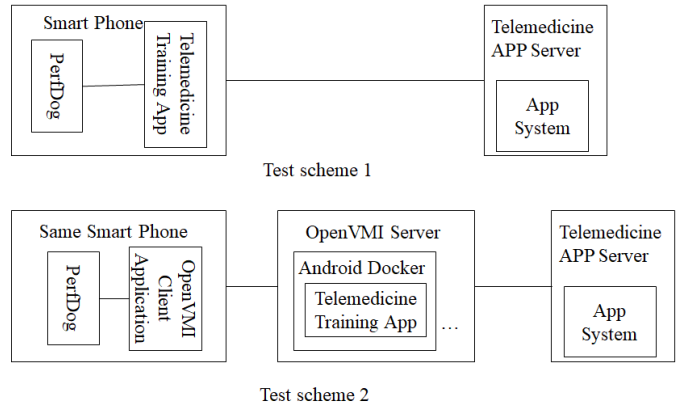 Smart Phone
PerfDog
Telemedicine
Training App
Telemedicine
APP Server
App
System
Test scheme 1
Same Smart Phone
PerfDog
OpenVMI
Client
Application
OpenVMI Server
Android Docker
Telemedicine
Training App
...
Telemedicine
APP Server
App
System
Test scheme 2